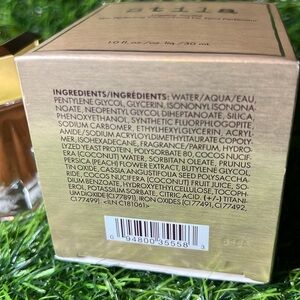 stila
1.0 fl oz/oz. liq./30 mL
INGREDIENTS/INGRÉDIENTS: WATER/AQUA/EAU,
PENTYLENE GLYCOL, GLYCERIN, ISONONYL ISONONA-
NOATE, NEOPENTYL GLYCOL DIHEPTANOATE, SILICA,
PHENOXYETHANOL, SYNTHETIC FLUORPHLOGOPITE,
SODIUM CARBOMER, ETHYLHEXYLGLYCERIN, ACRYL-
AMIDE/SODIUM ACRYLOYLDIMETHYLTAURATE COPOLY-
MER, ISOHEXADECANE, FRAGRANCE/PARFUM, HYDRO-
LYZED YEAST PROTEIN, POLYSORBATE 80, COCOS NUCIF-
ERA (COCONUT) WATER, SORBITAN OLEATE, PRUNUS
PERSICA (PEACH) FLOWER EXTRACT, BUTYLENE GLYCOL,
TIN OXIDE, CASSIA ANGUSTIFOLIA SEED POLYSACCHA-
RIDE, COCOS NUCIFERA (COCONUT) FRUIT JUICE, SO-
DIUM BENZOATE, HYDROXYETHYLCELLULOSE, TOCOPH-
EROL, POTASSIUM SORBATE, CITRIC ACID. (+/-) TITANI-
UM DIOXIDE (CI 77891), IRON OXIDES (CI 77491, CI 77492,
CI 77499). <ILN C18061>
0 94800 35558 3